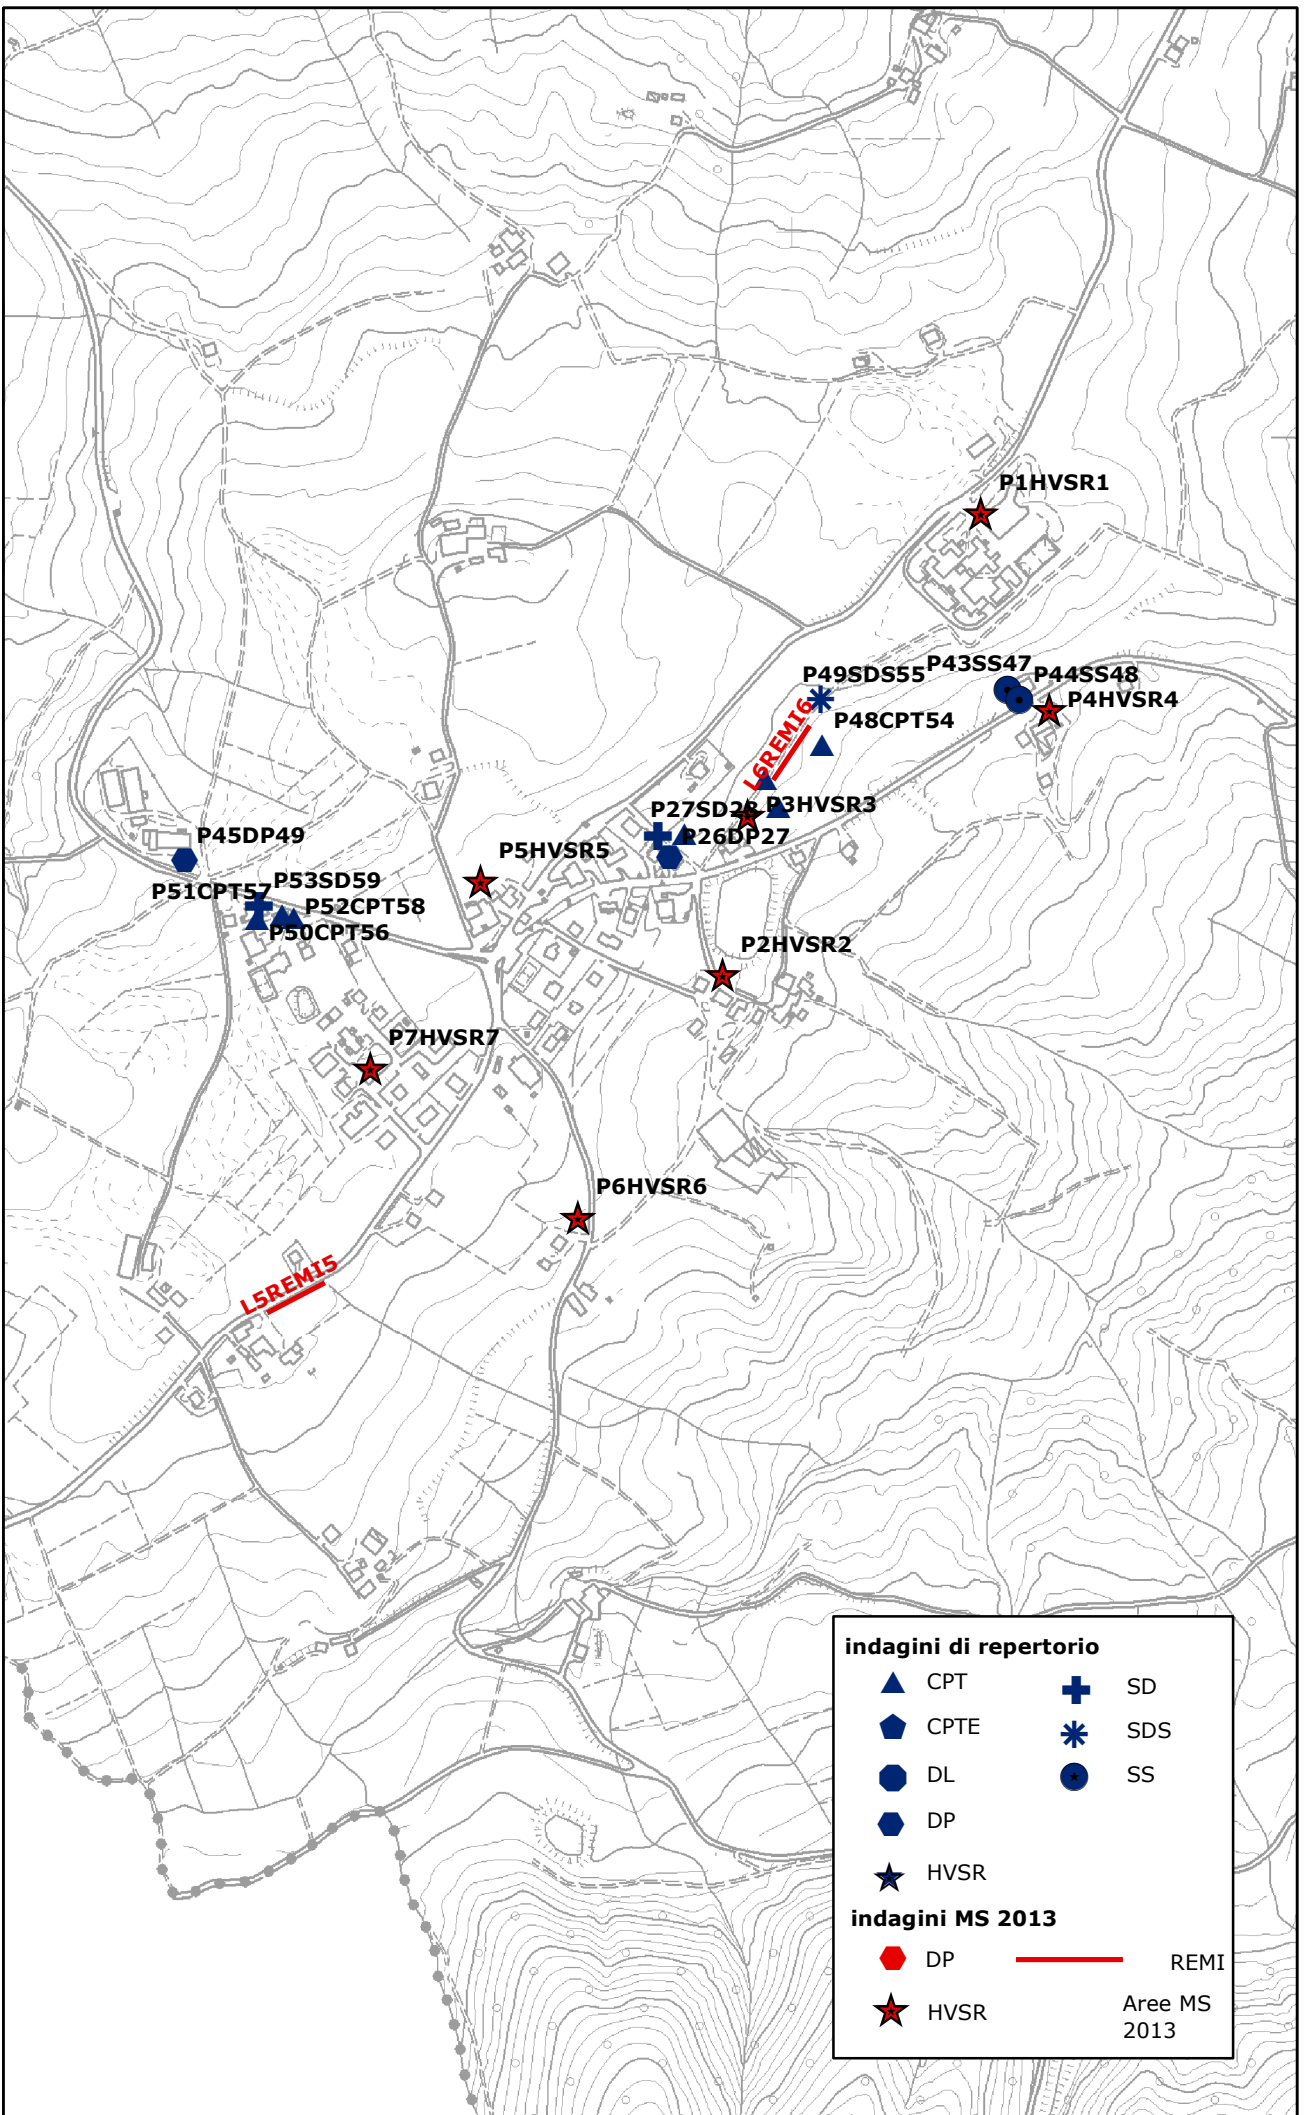 P1HVSR1
P43SS47
P49SDS55
P44SS48
P4HVSR4
P48CPT54
L6REMI6
P27SD28
P3HVSR3
P26DP27
P45DP49
P5HVSR5
P53SD59
P51CPT57
P52CPT58
P50CPT56
P2HVSR2
P7HVSR7
P6HVSR6
L5REMI5
indagini di repertorio
CPT
SD
CPTE
SDS
DL
SS
DP
HVSR
indagini MS 2013
DP
REMI
HVSR
Aree MS
2013